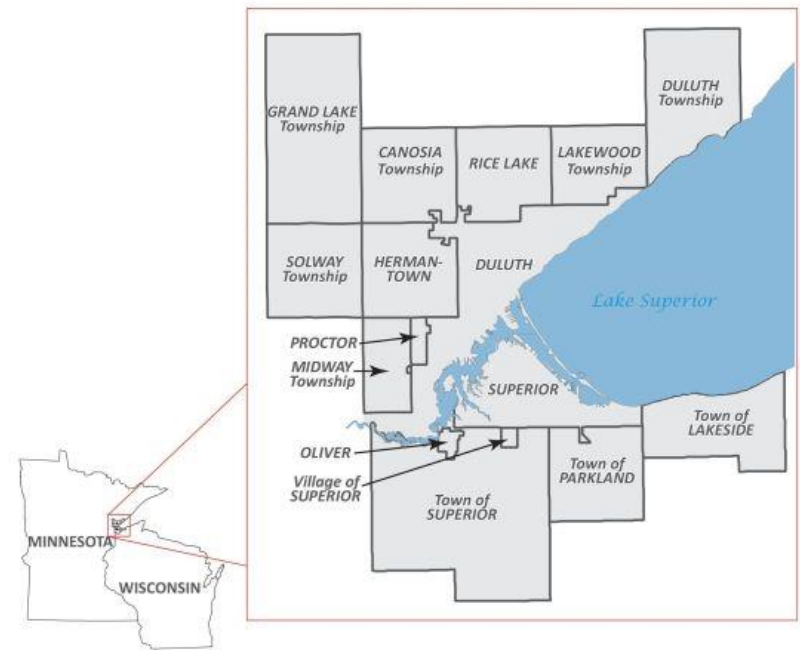 DULUTH
Township
GRAND LAKE
Township
CANOSIA
Township
RICE LAKE
LAKEWOOD
Township
SOLWAY
Township
HERMAN-
TOWN
DULUTH
Lake Superior
PROCTOR
MIDWAY
Township
SUPERIOR
Town of
LAKESIDE
OLIVER
Village of
SUPERIOR
Town of
SUPERIOR
Town of
PARKLAND
MINNESOTA
WISCONSIN